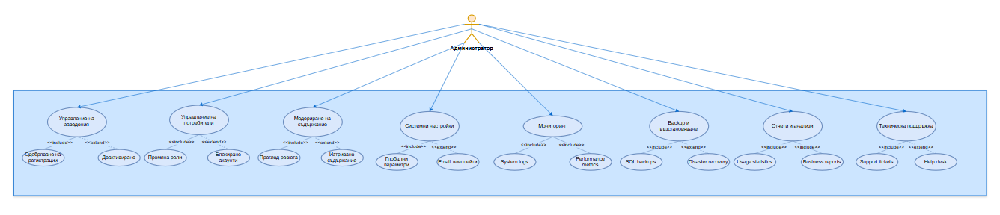 Администратор
Управление на
заведения
Управление на
потребители
Модериране на
съдържание
Системни настройки
Мониторинг
Backup и
възстановяване
Отчети и анализи
Техническа поддръжка
<<include>>
<<extend>>
<<include>>
<<extend>>
<<include>>
<<extend>>
<<include>>
<<extend>>
<<include>>
<<include>>
<<include>>
<<extend>>
<<include>>
<<include>>
<<include>>
<<extend>>
Одобряване на
регистрации
Деактивиране
Промяна роли
Блокиране
акаунти
Преглед ревюта
Изтриване
съдържание
Глобални
параметри
Email темплейти
System logs
Performance
metrics
SQL backups
Disaster recovery
Usage statistics
Business reports
Support tickets
Help desk